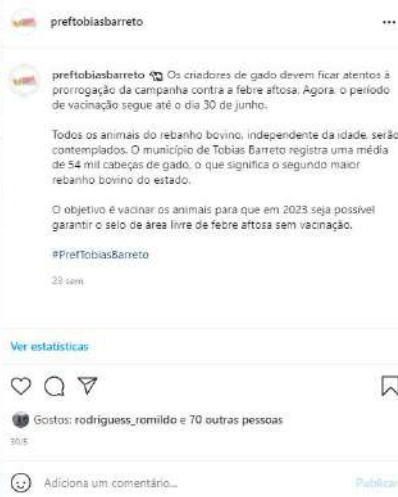 preftobiasbarreto
preftobiasbarreto Os criadores de gado devem ficar atentos à
prorrogação da campanha contra a febre aftosa. Agora, o período
de vacinação segue até o dia 30 de junho.
Todos os animais do rebanho bovino, independente da idade, serão
contemplados. O município de Tobias Barreto registra uma média
de 54 mil cabeças de gado, o que significa o segundo maior
rebanho bovino do estado.
O objetivo é vacinar os animais para que em 2023 seja possível
garantir o selo de área livre de febre aftosa sem vacinação.
#PrefTobiasBarreto
Ver estatísticas
Gostos: rodriguess_romildo e 70 outras pessoas
30/5
Adiciona um comentário...
Publicar